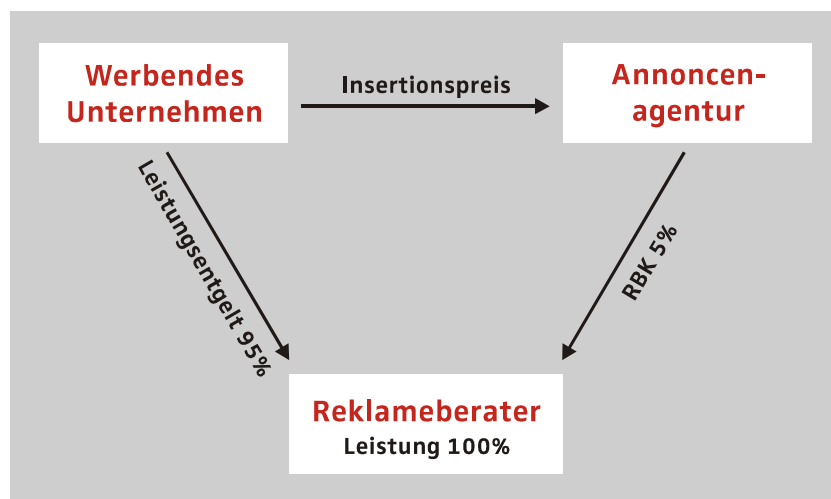 Werbendes
Unternehmen
Insertionspreis
Annoncen-
agentur
Leistungsentgelt 95%
RBK 5%
Reklameberater
Leistung 100%